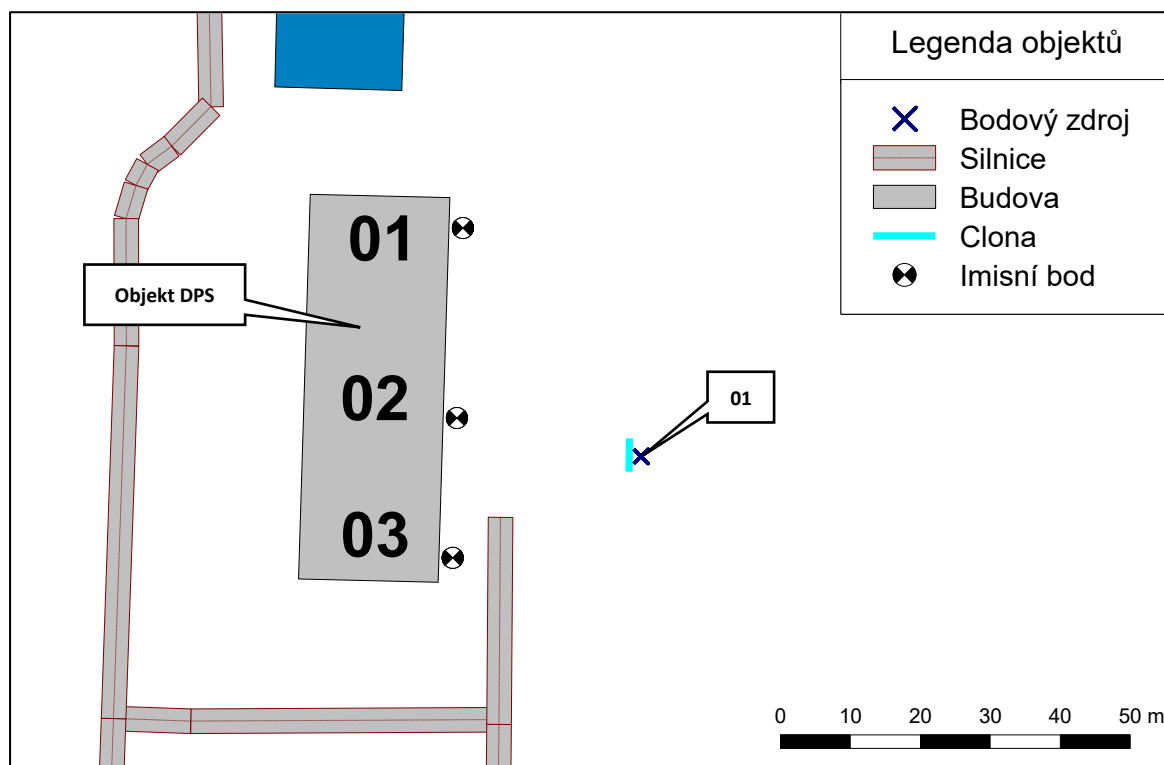 Legenda objektů
Bodový zdroj
Silnice
Budova
Clona
Imisní bod
01
Objekt DPS
02
01
03
0 10 20 30 40 50 m